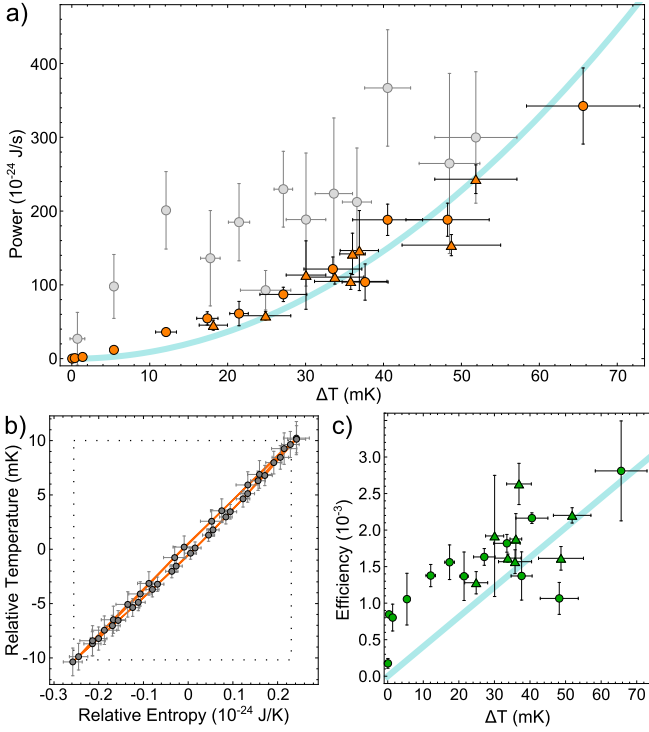 a)
Power (10⁻²⁴ J/s)
400
300
200
100
0
0 10 20 30 40 50 60 70
ΔT (mK)
b)
Relative Temperature (mK)
10
5
0
-5
-10
-0.3 -0.2 -0.1 0 0.1 0.2
Relative Entropy (10⁻²⁴ J/K)
c)
Efficiency (10⁻³)
3.0
2.5
2.0
1.5
1.0
0.5
0.0
0 10 20 30 40 50 60 70
ΔT (mK)